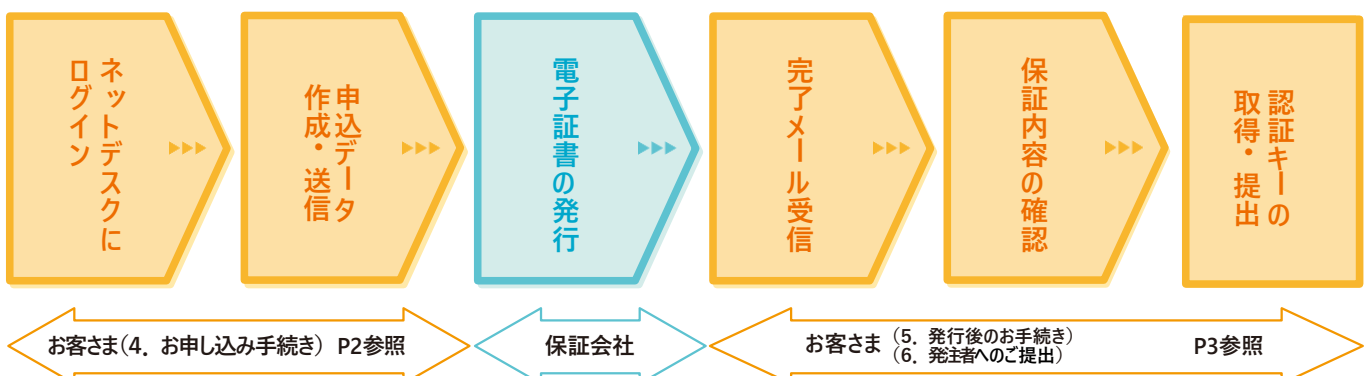 ネットデスクに
ログイン
申込データ
作成・送信
電子証書の発行
完了メール受信
保証内容の確認
認証キーの
取得・提出
お客さま（4．お申し込み手続き） P2参照
保証会社
お客さま（5．発行後のお手続き）
（6．発注者へのご提出） P3参照